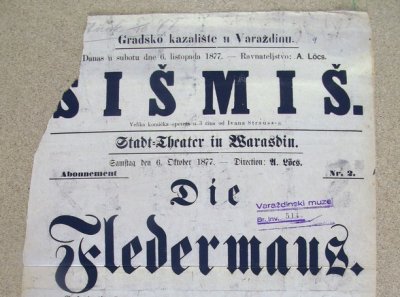 Gradsko kazalište u Varaždinu.
Danas u subotu dne 6. listopada 1877. — Ravnateljstvo: A. Löcs.
SIŠMIŠ.
Velika komička opereta u 3 čina od Ivana Straussa
Stadt-Theater in Warasdin.
Samstag den 6. Oktober 1877. — Direction: A. Löcs.
Abonnement Nr. 2.
Die
Varaždinski muzej
Br. inv. 514
Fledermaus.